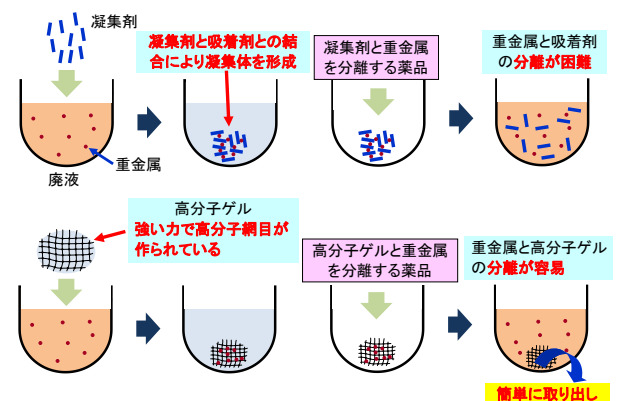 凝集剤
凝集剤と吸着剤との結
合により凝集体を形成
凝集剤と重金属
を分離する薬品
重金属と吸着剤
の分離が困難
重金属
廃液
高分子ゲル
強い力で高分子網目が
作られている
高分子ゲルと重金属
を分離する薬品
重金属と高分子ゲル
の分離が容易
簡単に取り出し